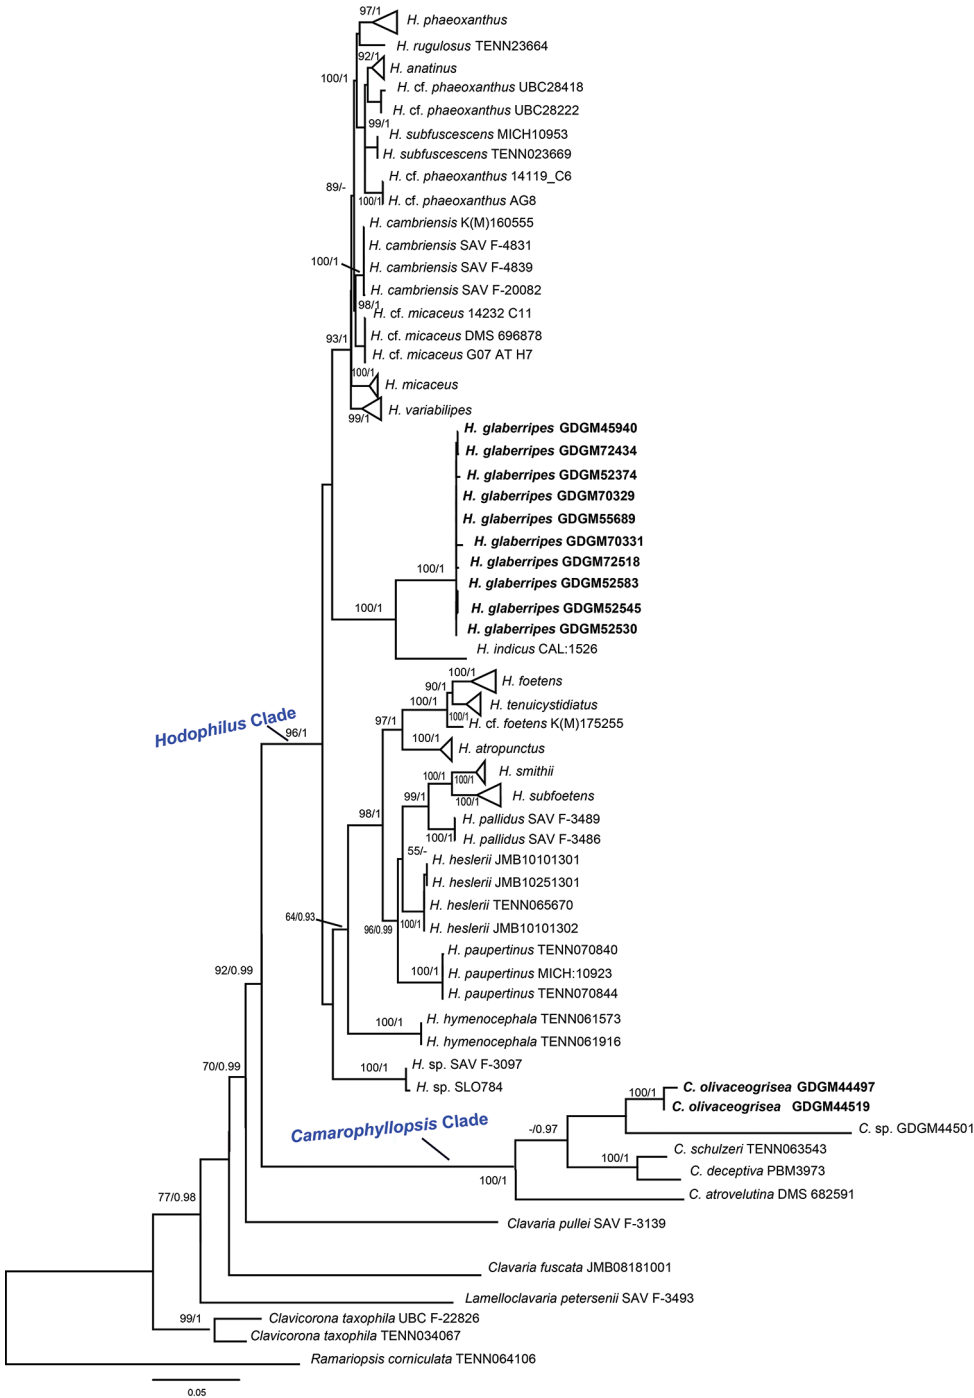 97/1
H. phaeoxanthus
H. rugulosus TENN23664
92/1
H. anatinus
100/1
H. cf. phaeoxanthus UBC28418
H. cf. phaeoxanthus UBC28222
99/1
H. subfuscescens MICH10953
H. subfuscescens TENN023669
H. cf. phaeoxanthus 14119_C6
89/-
100/1
H. cf. phaeoxanthus AG8
H. cambriensis K(M)160555
H. cambriensis SAV F-4831
100/1
H. cambriensis SAV F-4839
H. cambriensis SAV F-20082
98/1
H. cf. micaceus 14232 C11
H. cf. micaceus DMS 696878
93/1
H. cf. micaceus G07 AT H7
100/1
H. micaceus
H. variabilipes
99/1
H. glaberripes GDGM45940
H. glaberripes GDGM72434
H. glaberripes GDGM52374
H. glaberripes GDGM70329
H. glaberripes GDGM55689
H. glaberripes GDGM70331
H. glaberripes GDGM72518
100/1
H. glaberripes GDGM52583
100/1
H. glaberripes GDGM52545
H. glaberripes GDGM52530
H. indicus CAL:1526
100/1
H. foetens
90/1
100/1
H. tenuicystidiatus
100/1
H. cf. foetens K(M)175255
97/1
Hodophilus Clade
96/1
100/1
H. atropunctus
H. smithii
100/1
100/1
H. subfoetens
99/1
100/1
98/1
H. pallidus SAV F-3489
100/1
H. pallidus SAV F-3486
55/-
H. heslerii JMB10101301
H. heslerii JMB10251301
H. heslerii TENN065670
64/0.93
96/0.99
100/1
H. heslerii JMB10101302
H. paupertinus TENN070840
92/0.99
100/1
H. paupertinus MICH:10923
H. paupertinus TENN070844
100/1
H. hymenocephala TENN061573
H. hymenocephala TENN061916
70/0.99
100/1
H. sp. SAV F-3097
H. sp. SLO784
100/1
C. olivaceogrisea GDGM44497
C. olivaceogrisea GDGM44519
Camarophyllopsis Clade
-/0.97
C. sp. GDGM44501
C. schulzeri TENN063543
100/1
C. deceptiva PBM3973
100/1
C. atrovelutina DMS 682591
77/0.98
Clavaria pullei SAV F-3139
Clavaria fuscata JMB08181001
Lamelloclavaria petersenii SAV F-3493
99/1
Clavicorona taxophila UBC F-22826
Clavicorona taxophila TENN034067
Ramariopsis corniculata TENN064106
0.05